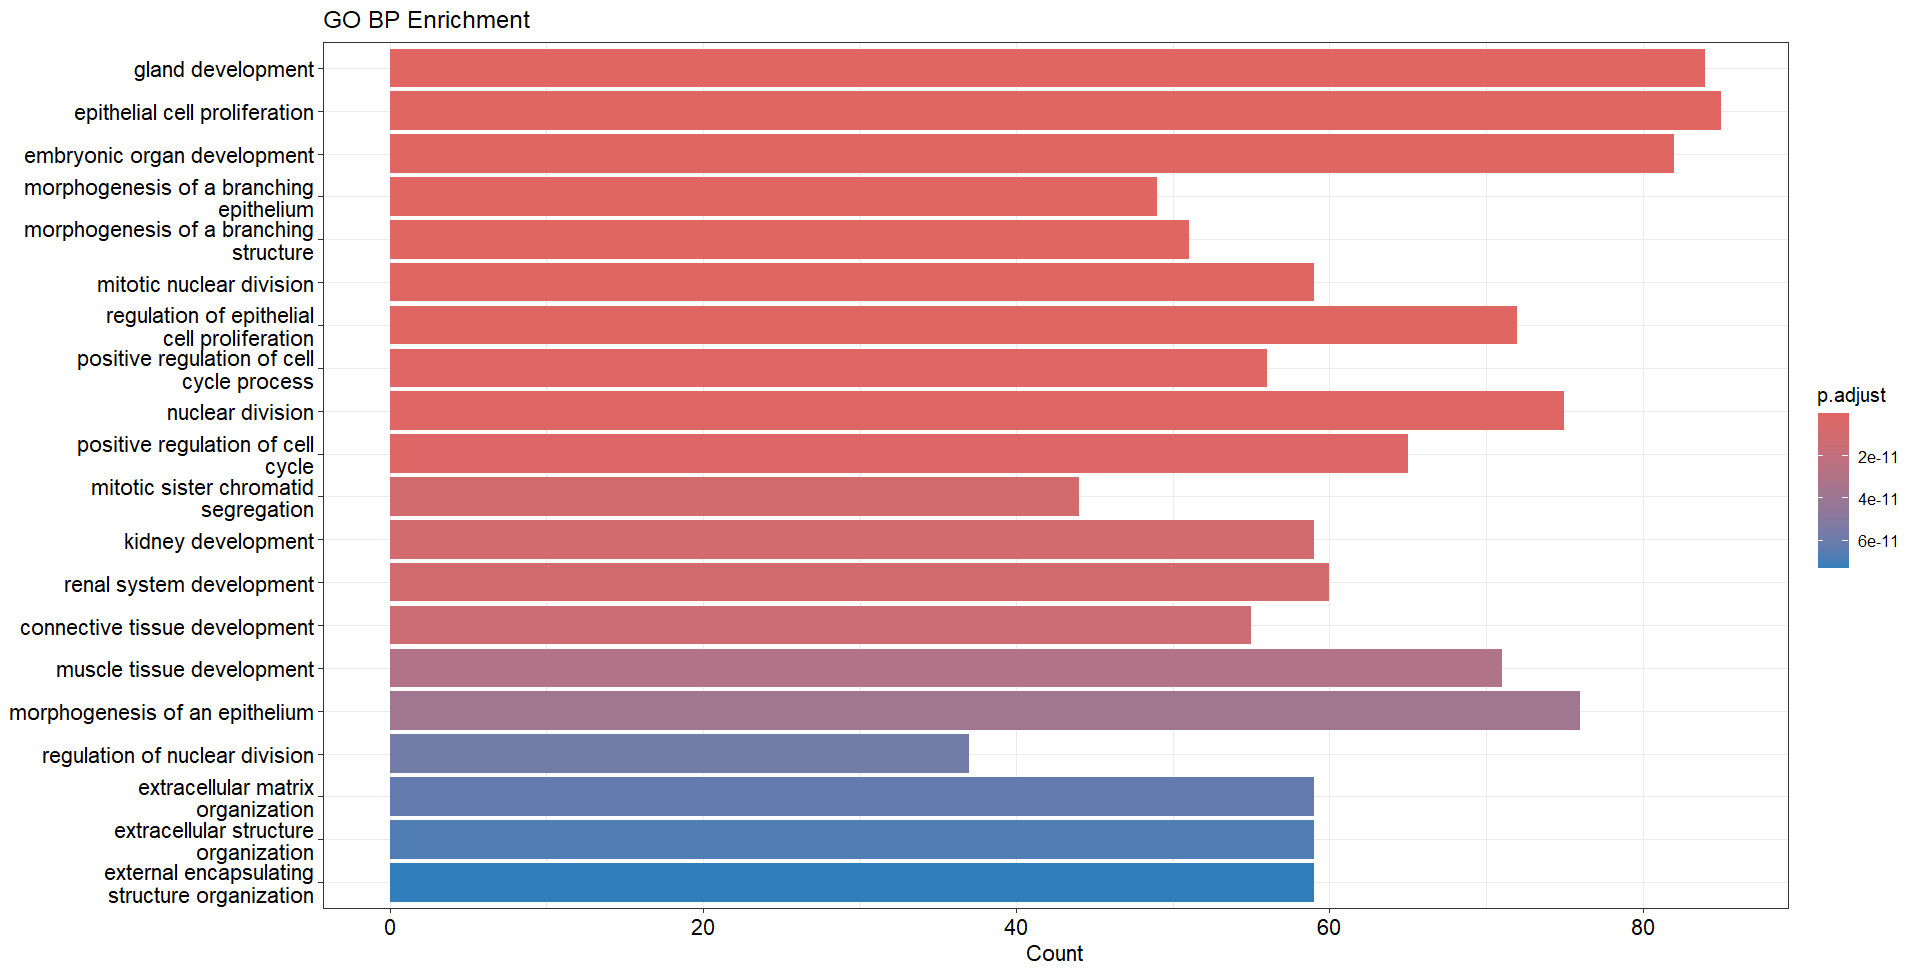 GO BP Enrichment
gland development
epithelial cell proliferation
embryonic organ development
morphogenesis of a branching
epithelium
morphogenesis of a branching
structure
mitotic nuclear division
regulation of epithelial
cell proliferation
positive regulation of cell
cycle process
nuclear division
positive regulation of cell
cycle
mitotic sister chromatid
segregation
kidney development
renal system development
connective tissue development
muscle tissue development
morphogenesis of an epithelium
regulation of nuclear division
extracellular matrix
organization
extracellular structure
organization
external encapsulating
structure organization
0 20 40 60 80
Count
p.adjust
2e-11
4e-11
6e-11